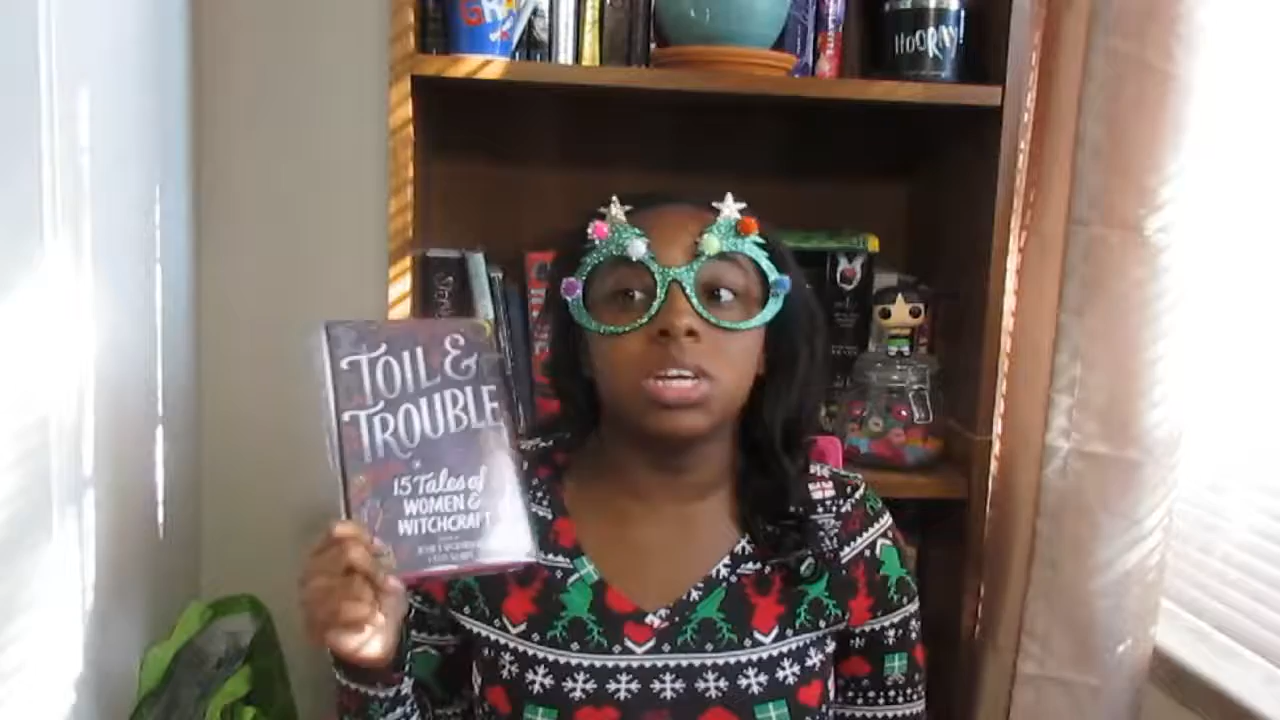 HOORAY!
TOIL &
TROUBLE
15 Tales of
WOMEN &
WITCHCRAFT